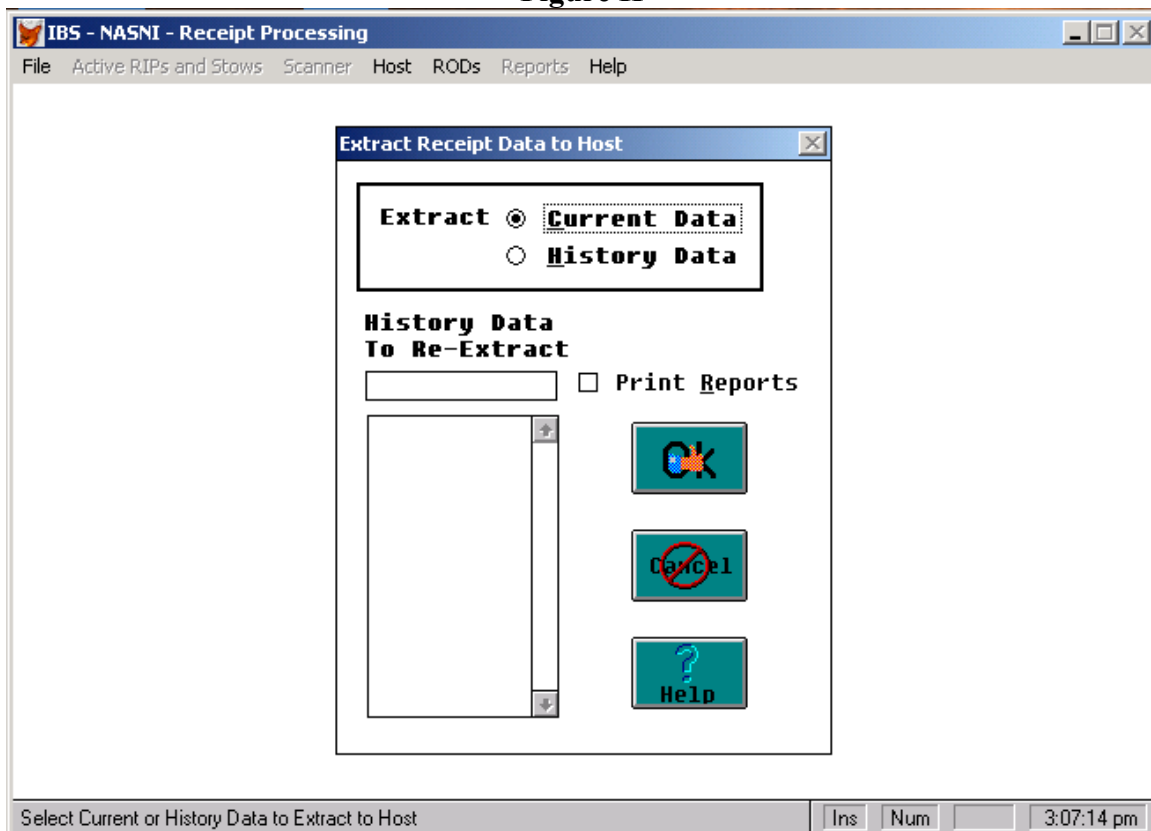 IBS - NASNI - Receipt Processing
File Active RIPs and Stows Scanner Host RODs Reports Help
Extract Receipt Data to Host
Extract Current Data
History Data
History Data
To Re-Extract
Print Reports
Ok
Cancel
?
Help
Select Current or History Data to Extract to Host Ins Num 3:07:14 pm